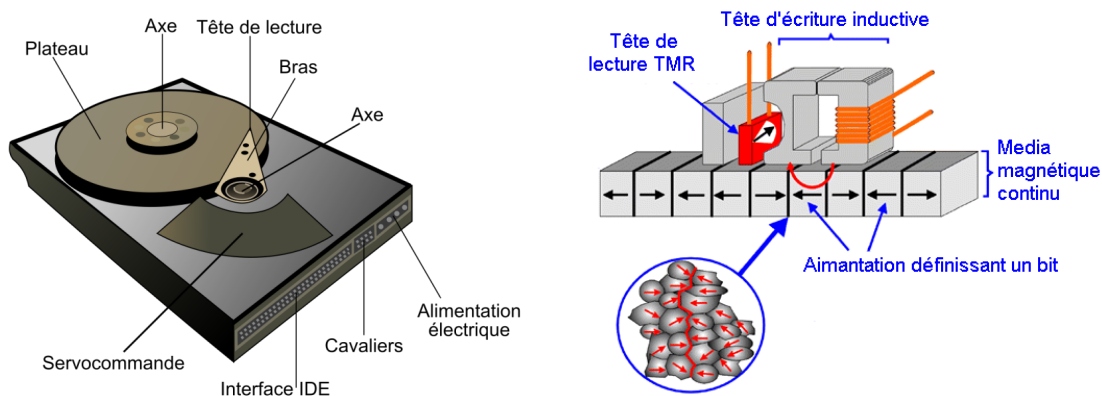 Axe
Tête de lecture
Plateau
Bras
Axe
Alimentation
électrique
Cavaliers
Servocommande
Interface IDE
Tête d'écriture inductive
Tête de
lecture TMR
Media
magnétique
continu
Aimantation définissant un bit